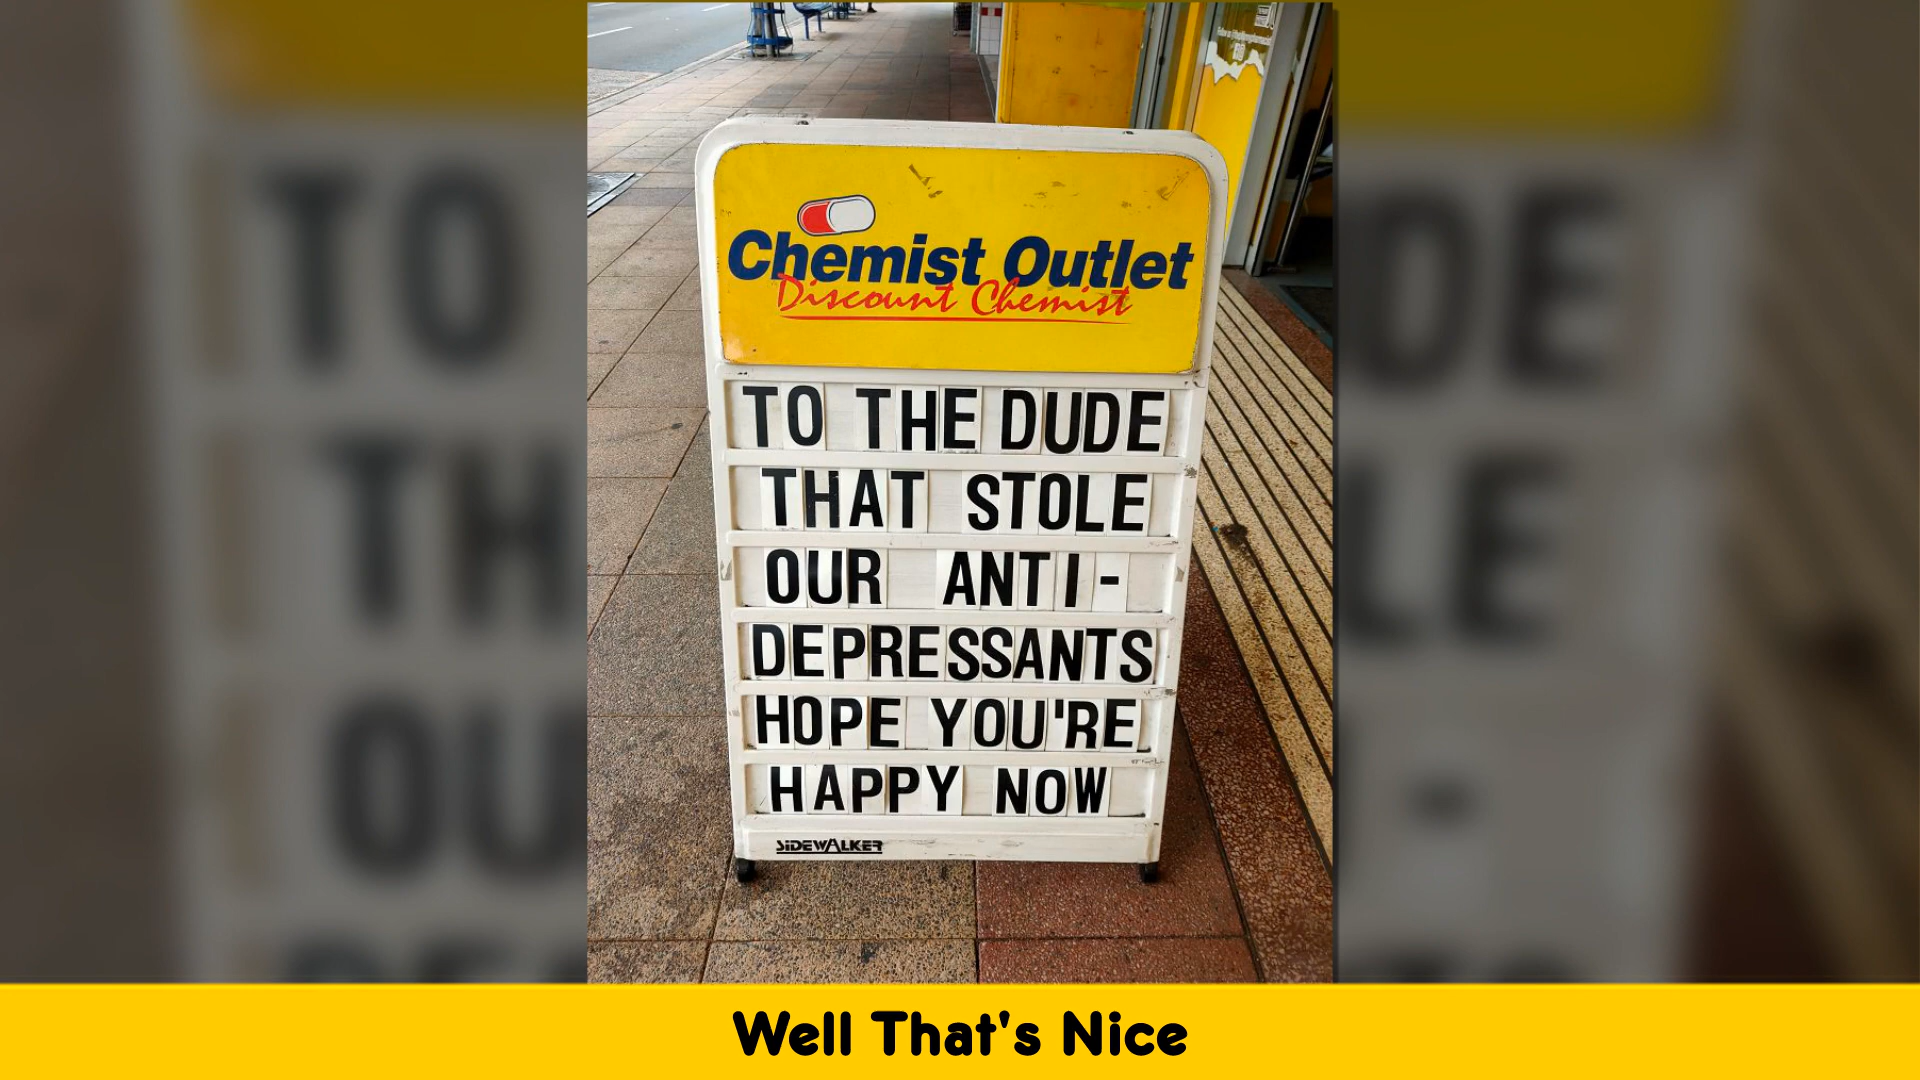 Chemist Outlet
Discount Chemist
TO THE DUDE
THAT STOLE
OUR ANTI-
DEPRESSANTS
HOPE YOU'RE
HAPPY NOW
SIDEWALKER
Well That's Nice